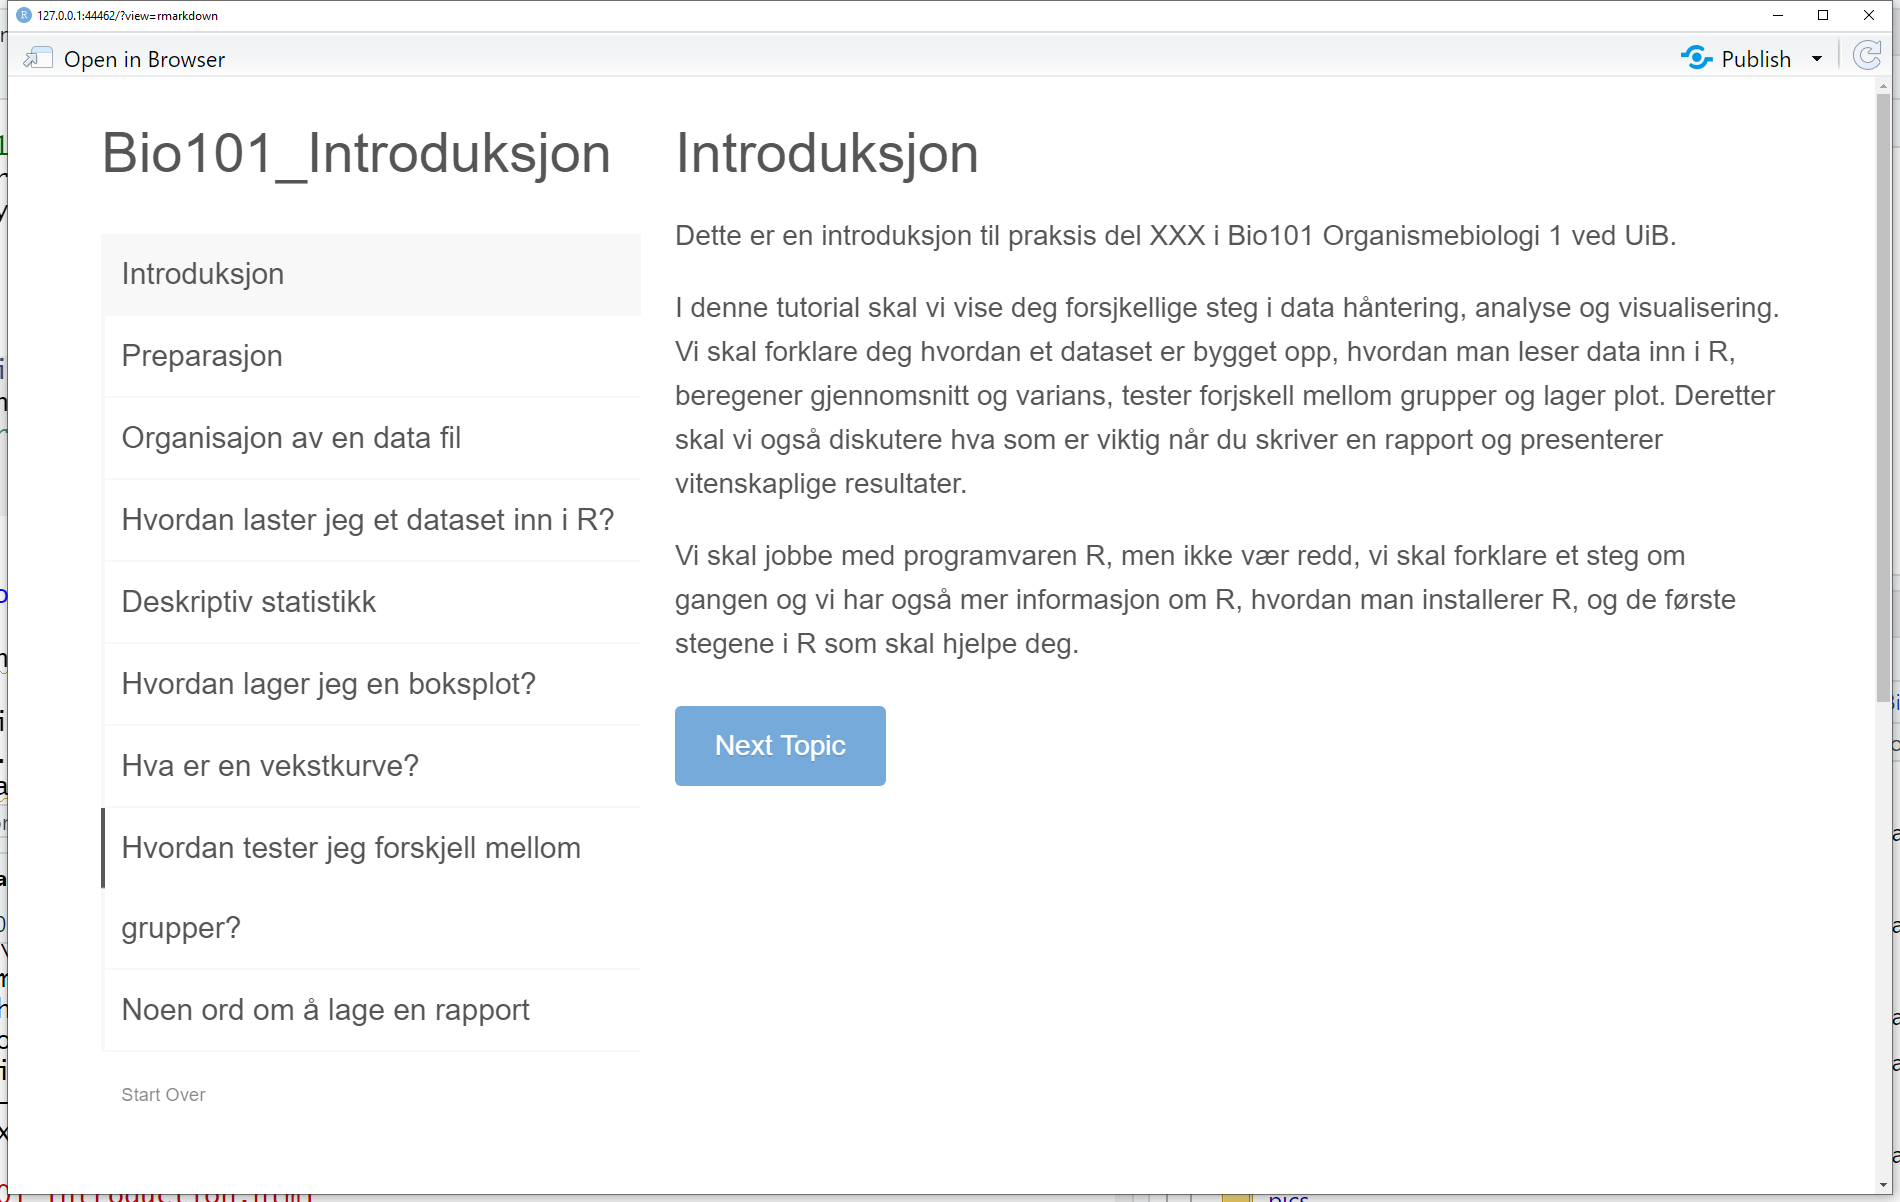 127.0.0.1:44462/?view=rmarkdown
Open in Browser
Publish
Bio101_Introduksjon
Introduksjon
Preparasjon
Organisajon av en data fil
Hvordan laster jeg et dataset inn i R?
Deskriptiv statistikk
Hvordan lager jeg en boksplot?
Hva er en vekstkurve?
Hvordan tester jeg forskjell mellom
grupper?
Noen ord om å lage en rapport
Start Over
Introduksjon
Dette er en introduksjon til praksis del XXX i Bio101 Organismebiologi 1 ved UiB.
I denne tutorial skal vi vise deg forsjkellige steg i data håntering, analyse og visualisering.
Vi skal forklare deg hvordan et dataset er bygget opp, hvordan man leser data inn i R,
beregener gjennomsnitt og varians, tester forjskell mellom grupper og lager plot. Deretter
skal vi også diskutere hva som er viktig når du skriver en rapport og presenterer
vitenskaplige resultater.
Vi skal jobbe med programvaren R, men ikke vær redd, vi skal forklare et steg om
gangen og vi har også mer informasjon om R, hvordan man installerer R, og de første
stegene i R som skal hjelpe deg.
Next Topic